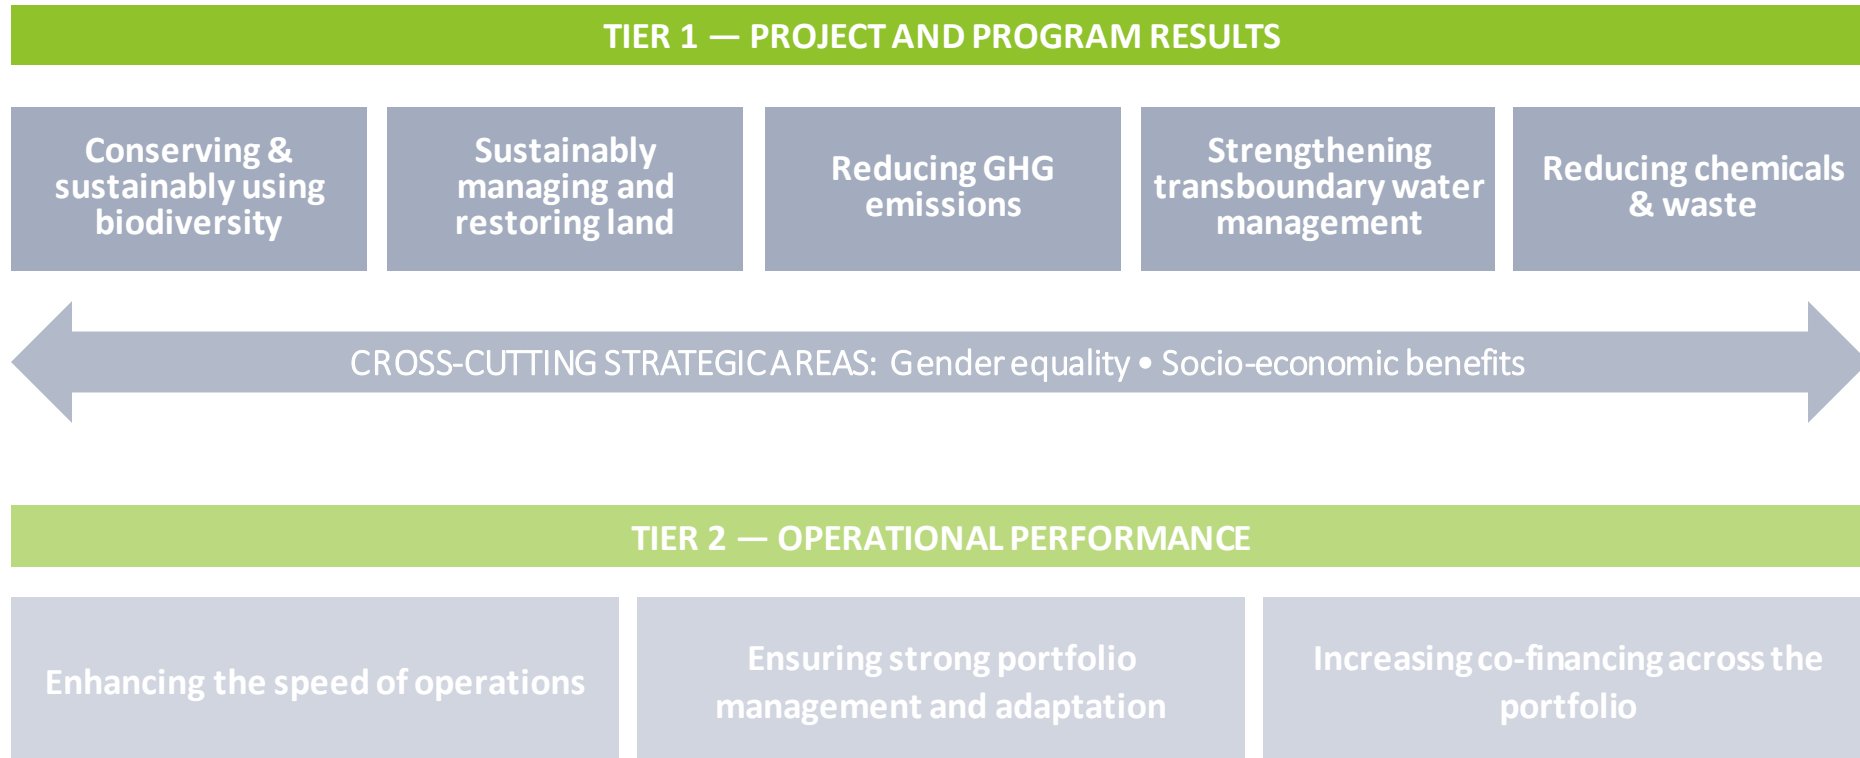 TIER 1 — PROJECT AND PROGRAM RESULTS
Conserving &
sustainably using
biodiversity
Sustainably
managing and
restoring land
Reducing GHG
emissions
Strengthening
transboundary water
management
Reducing chemicals
& waste
CROSS-CUTTING STRATEGIC AREAS: Gender equality • Socio-economic benefits
TIER 2 — OPERATIONAL PERFORMANCE
Enhancing the speed of operations
Ensuring strong portfolio
management and adaptation
Increasing co-financing across the
portfolio